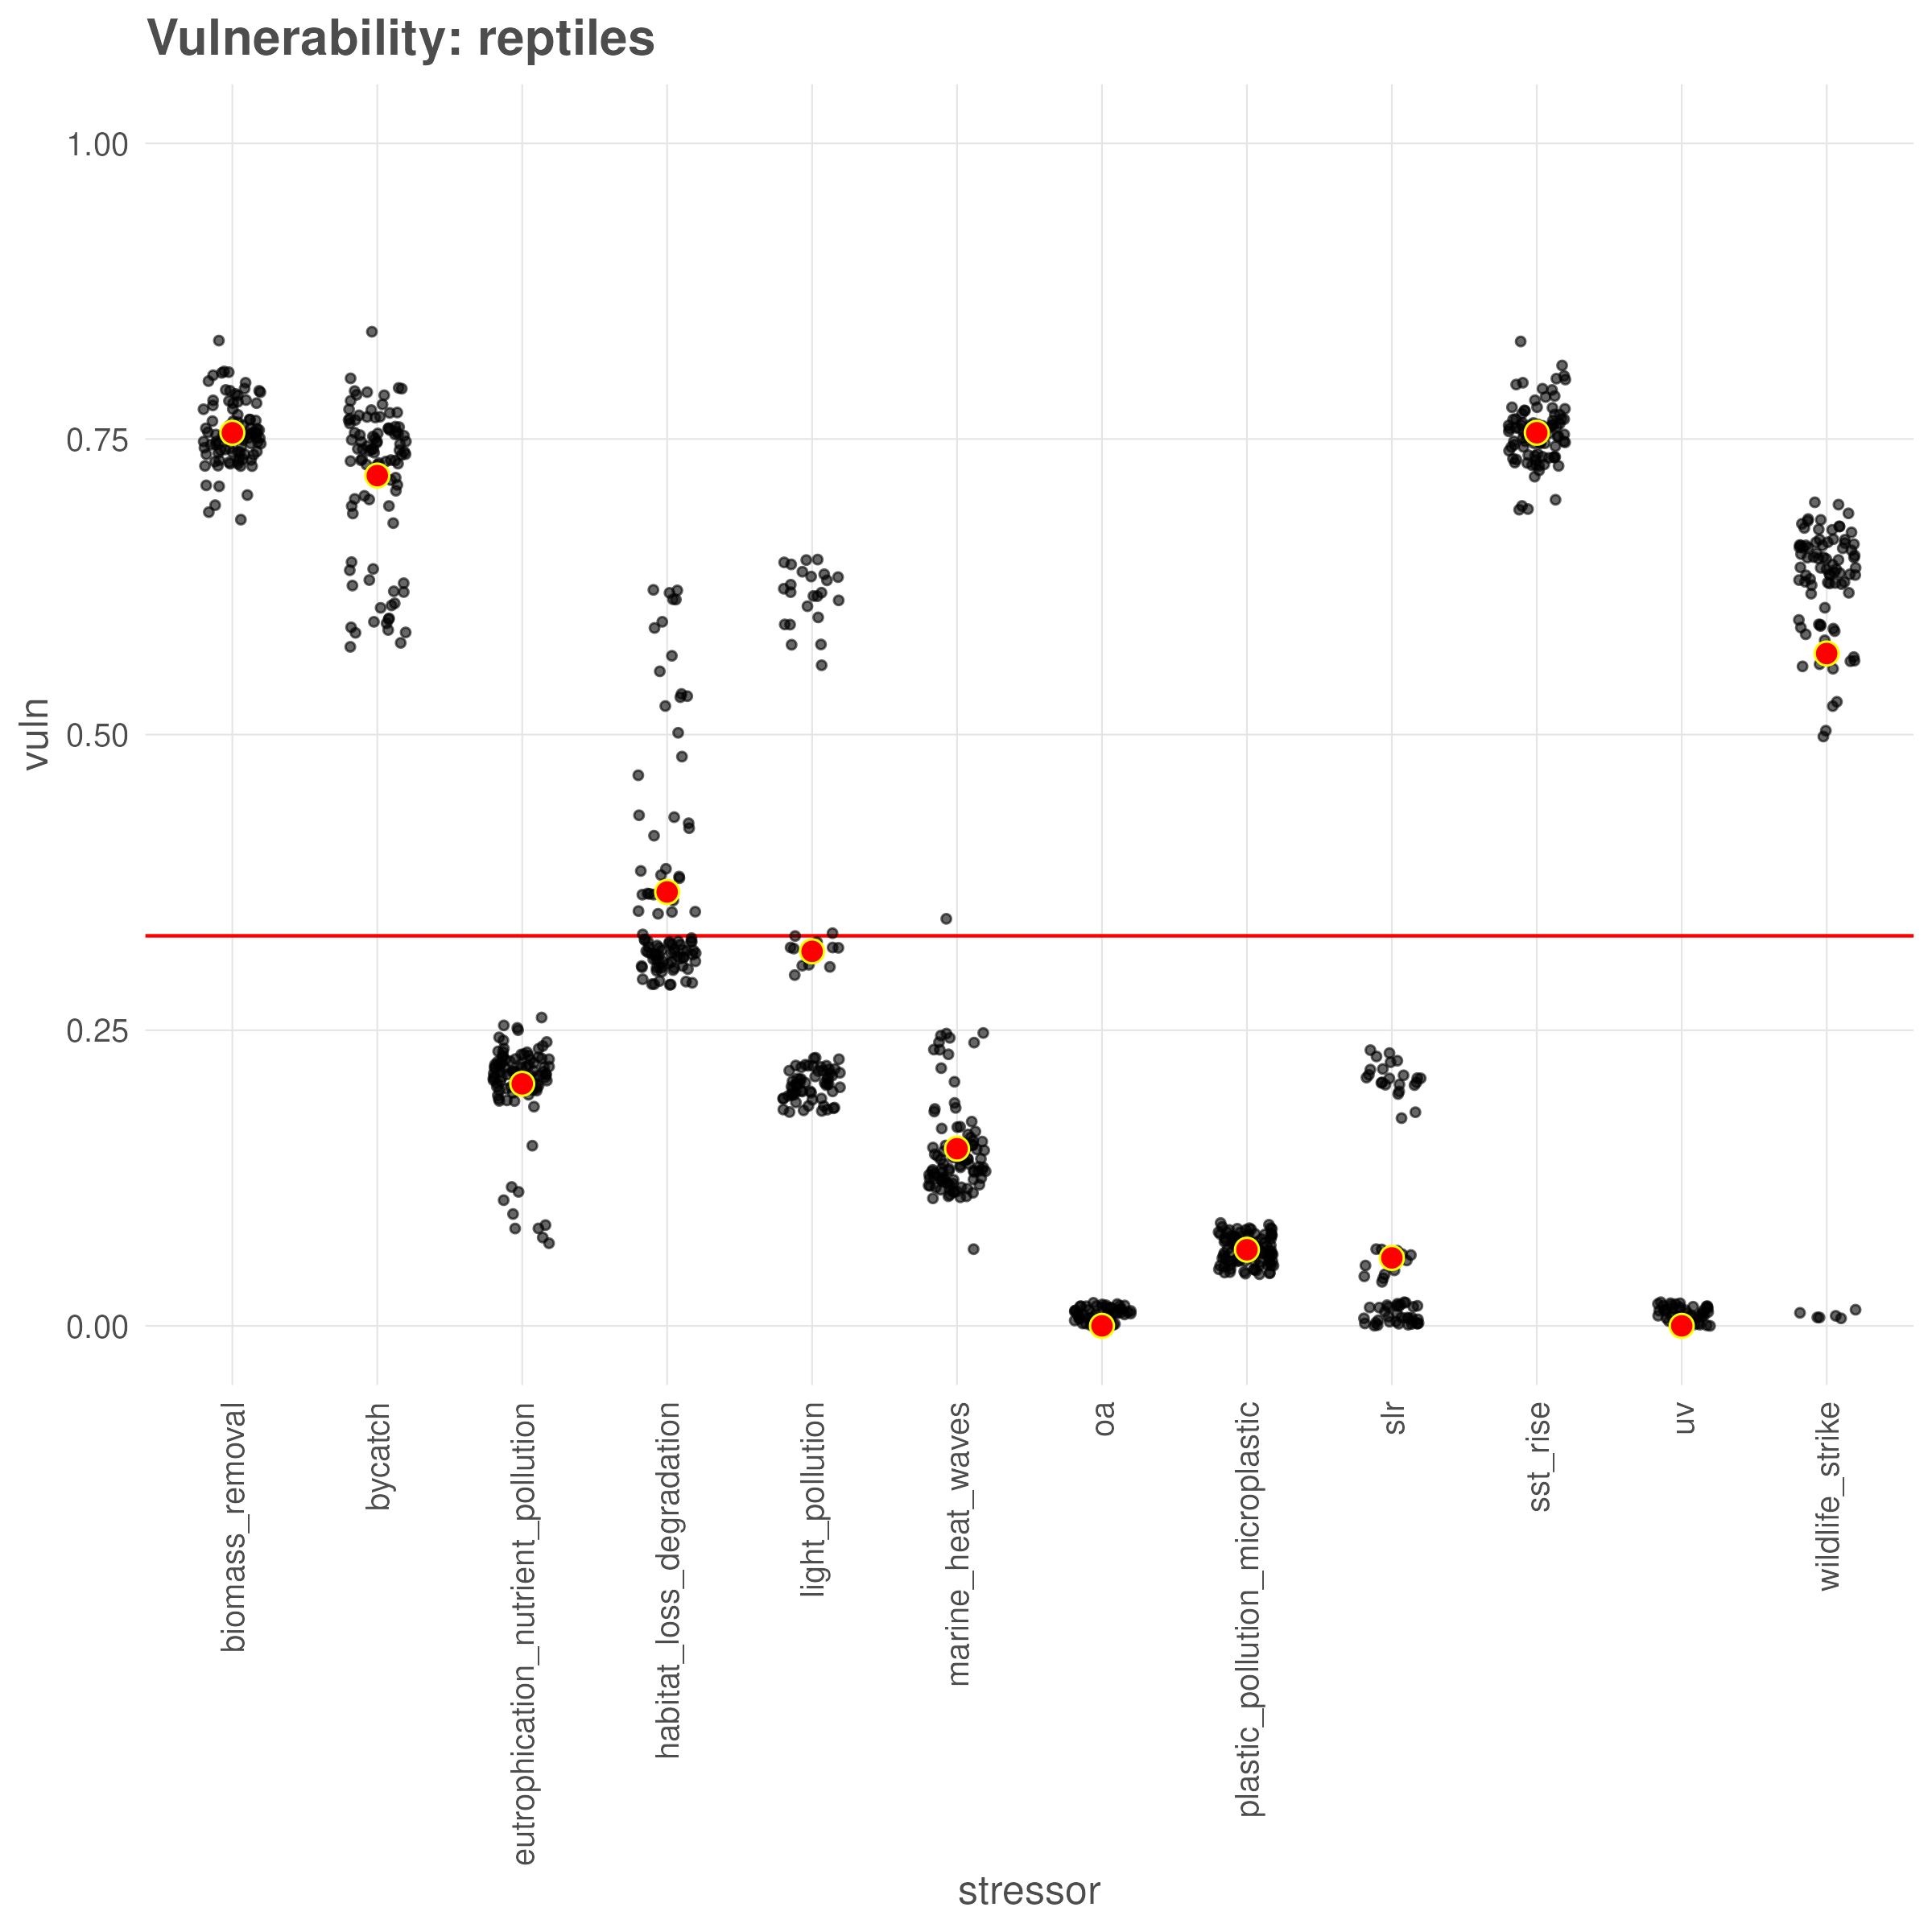 Vulnerability: reptiles
vuln
1.00
0.75
0.50
0.25
0.00
biomass_removal
bycatch
eutrophication_nutrient_pollution
habitat_loss_degradation
light_pollution
marine_heat_waves
oa
plastic_pollution_microplastic
slr
sst_rise
uv
wildlife_strike
stressor